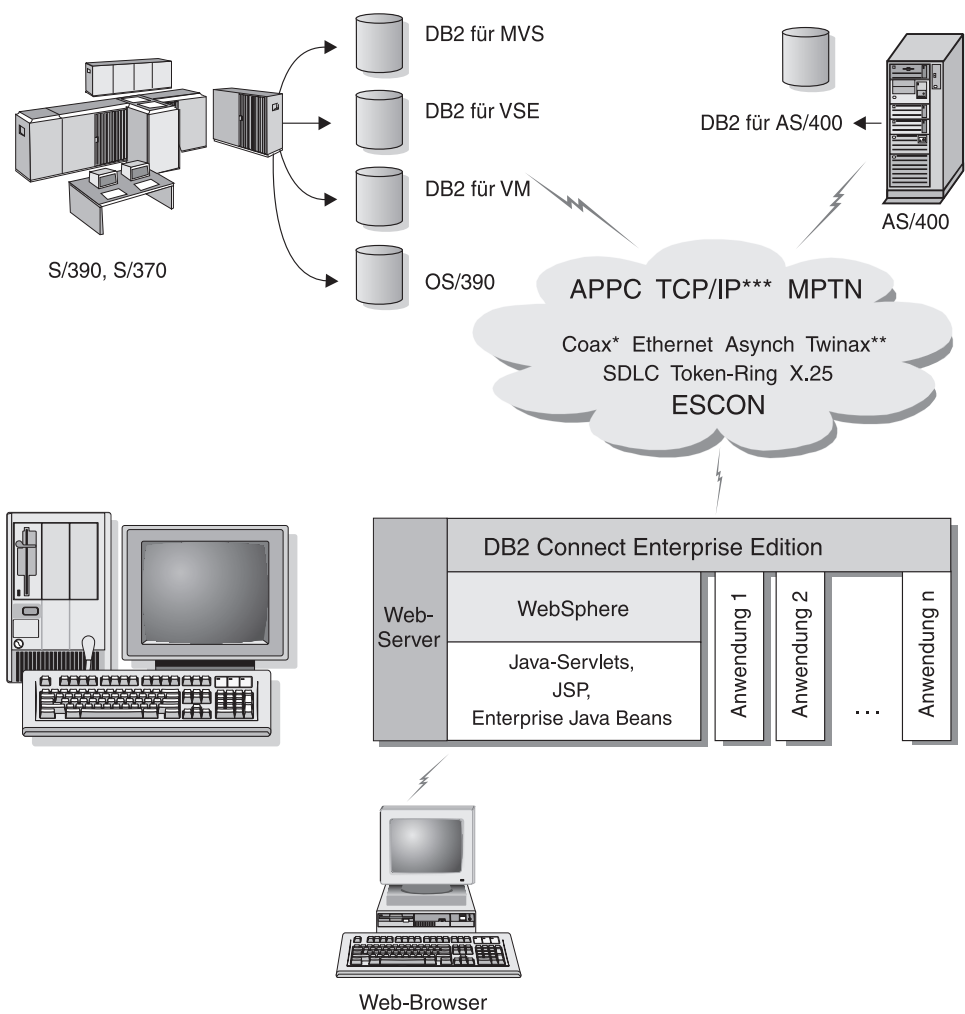 DB2 für MVS
DB2 für VSE
DB2 für VM
OS/390
S/390, S/370
DB2 für AS/400
AS/400
APPC TCP/IP*** MPTN
Coax* Ethernet Asynch Twinax**
SDLC Token-Ring X.25
ESCON
Web-
Server
DB2 Connect Enterprise Edition
WebSphere
Java-Servlets,
JSP,
Enterprise Java Beans
Anwendung 1
Anwendung 2
...
Anwendung n
Web-Browser